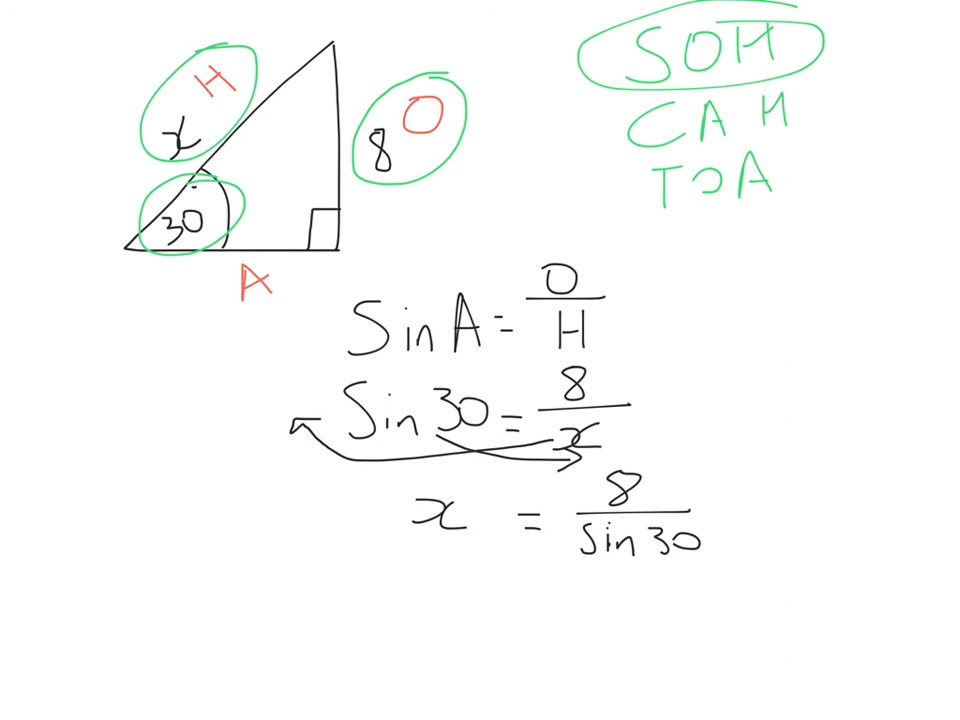 H
x
O
8
30
A
SOH
CAH
TOA
Sin A = O/H
Sin 30 = 8/x
x = 8/sin 30